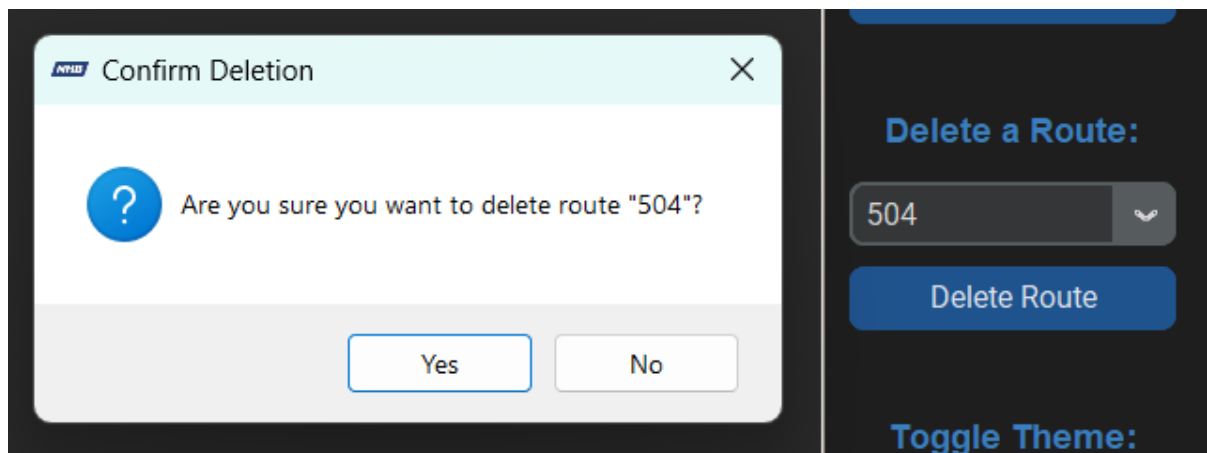 Confirm Deletion
Are you sure you want to delete route "504"?
Yes
No
Delete a Route:
504
Delete Route
Toggle Theme: